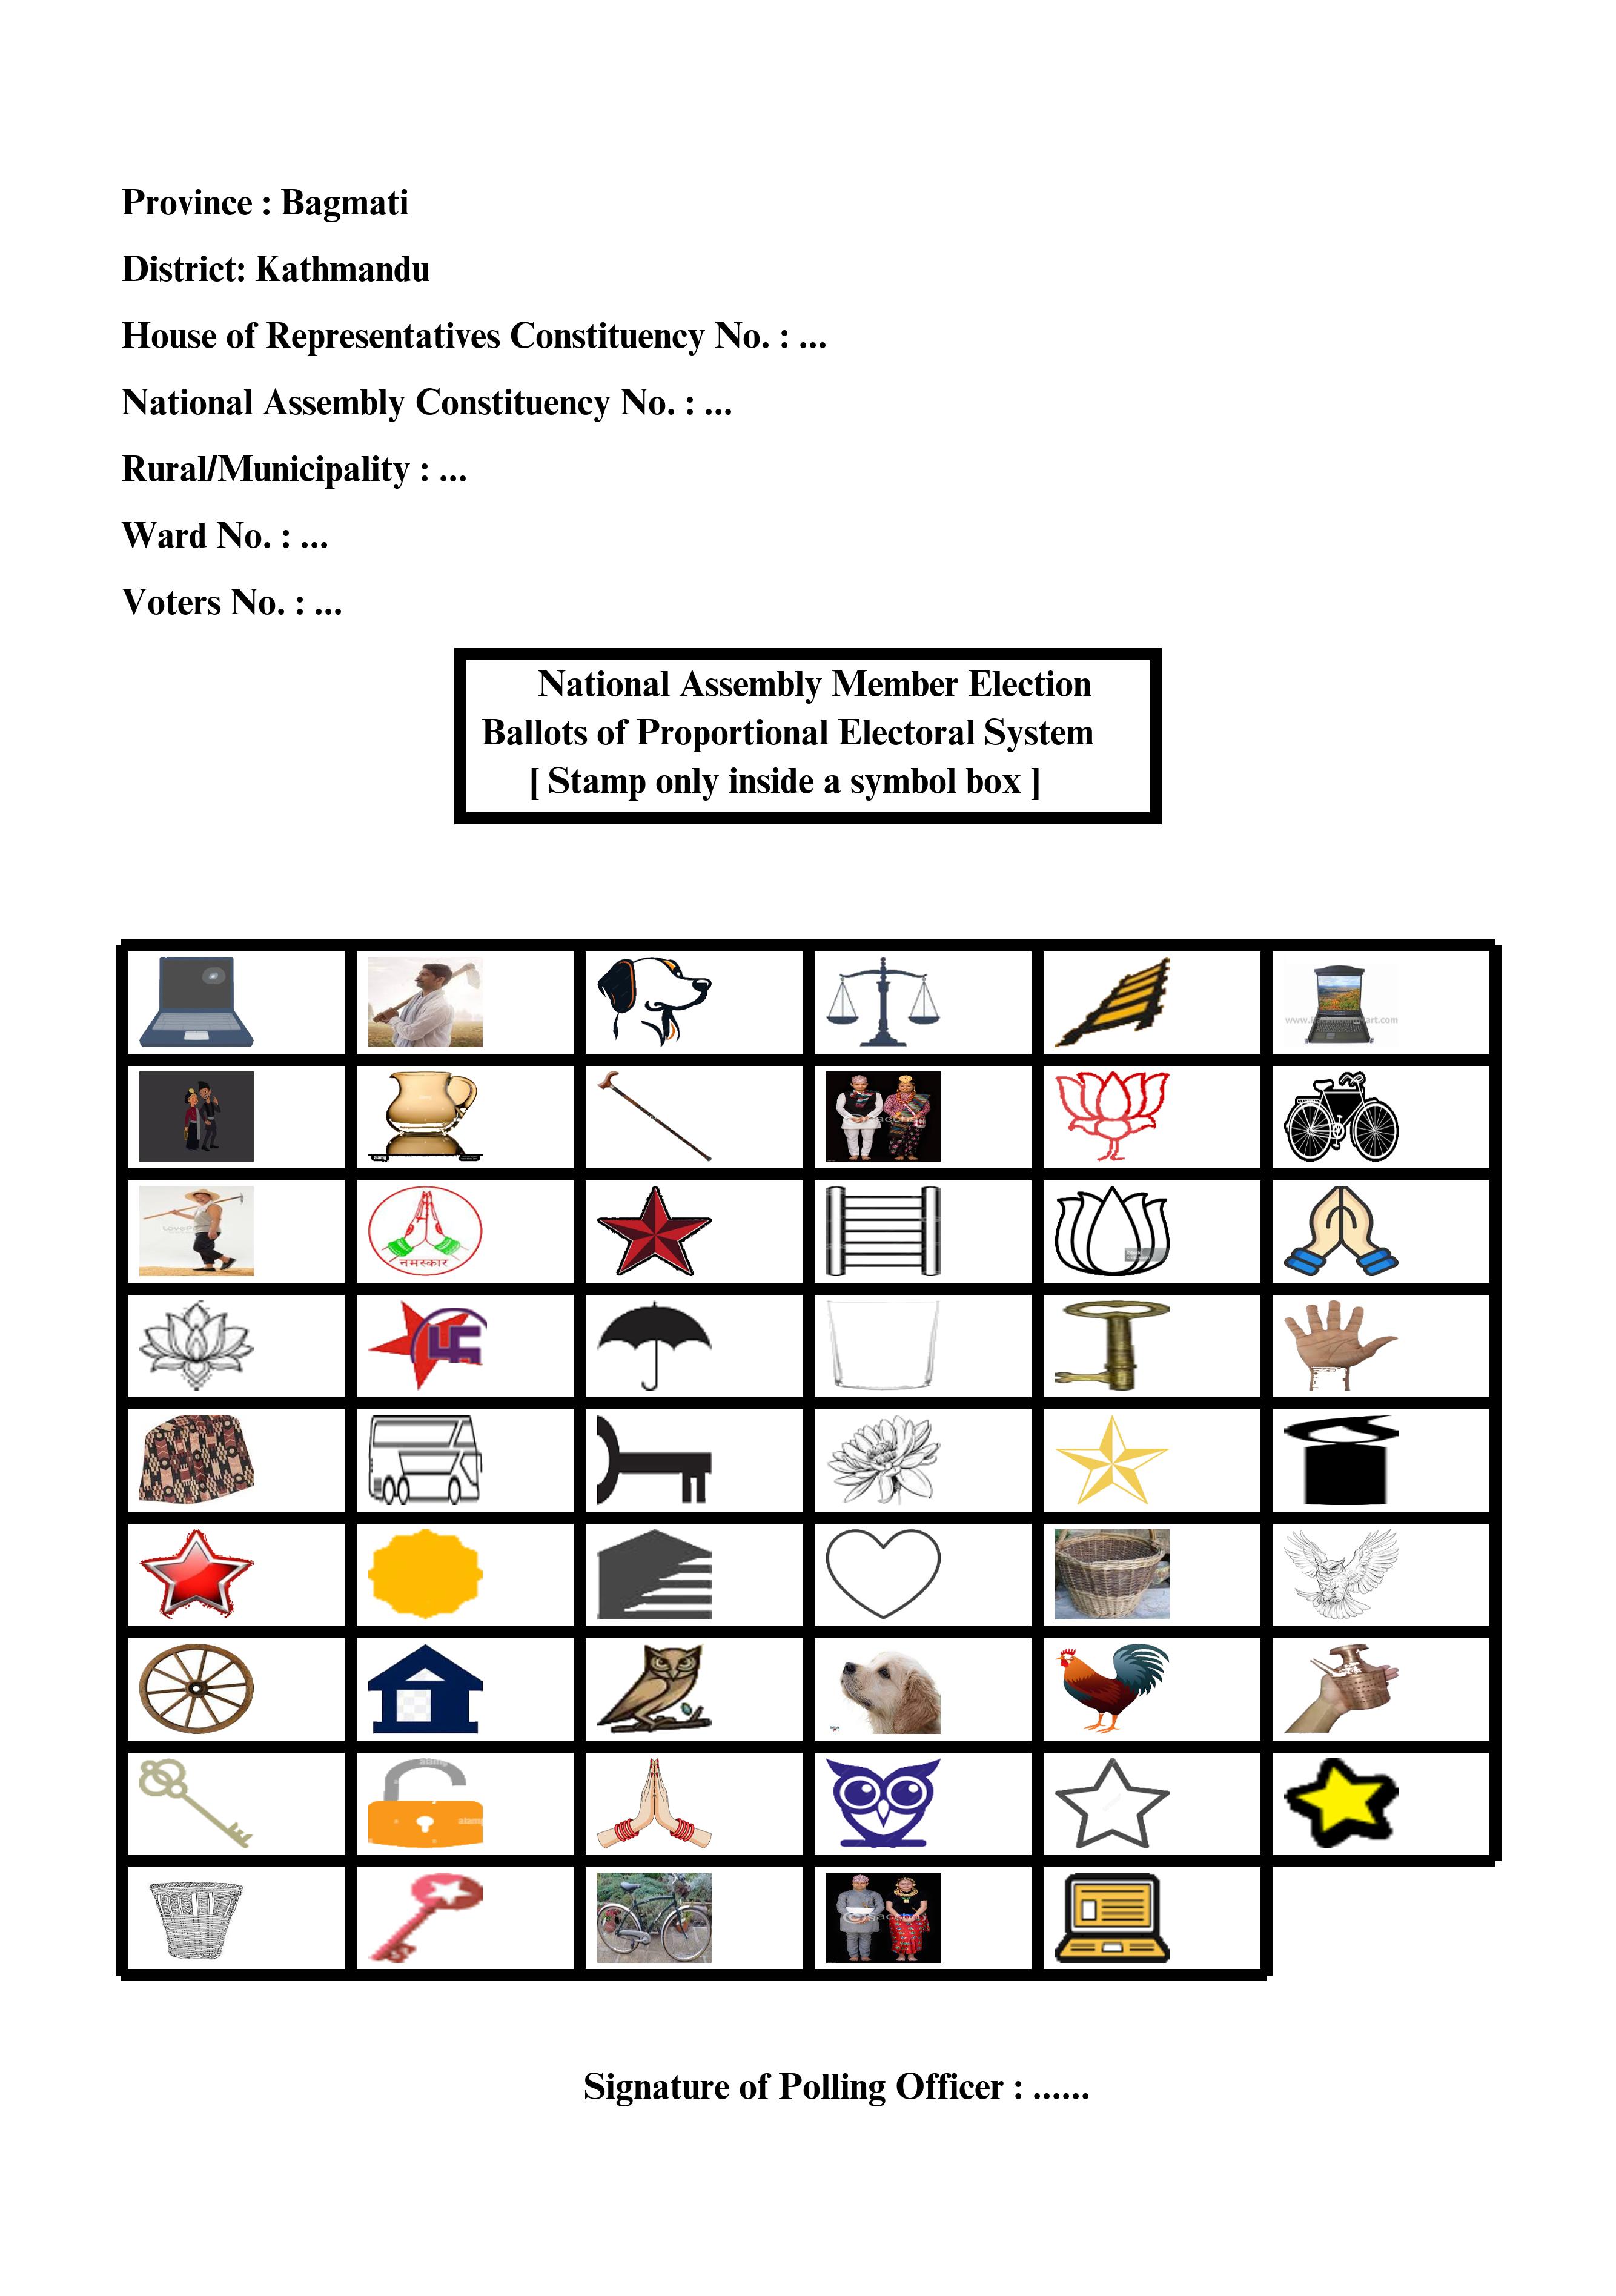 Province : Bagmati
District: Kathmandu
House of Representatives Constituency No. : ...
National Assembly Constituency No. : ...
Rural/Municipality : ...
Ward No. : ...
Voters No. : ...
National Assembly Member Election
Ballots of Proportional Electoral System
[ Stamp only inside a symbol box ]
नमस्कार
Signature of Polling Officer : ......